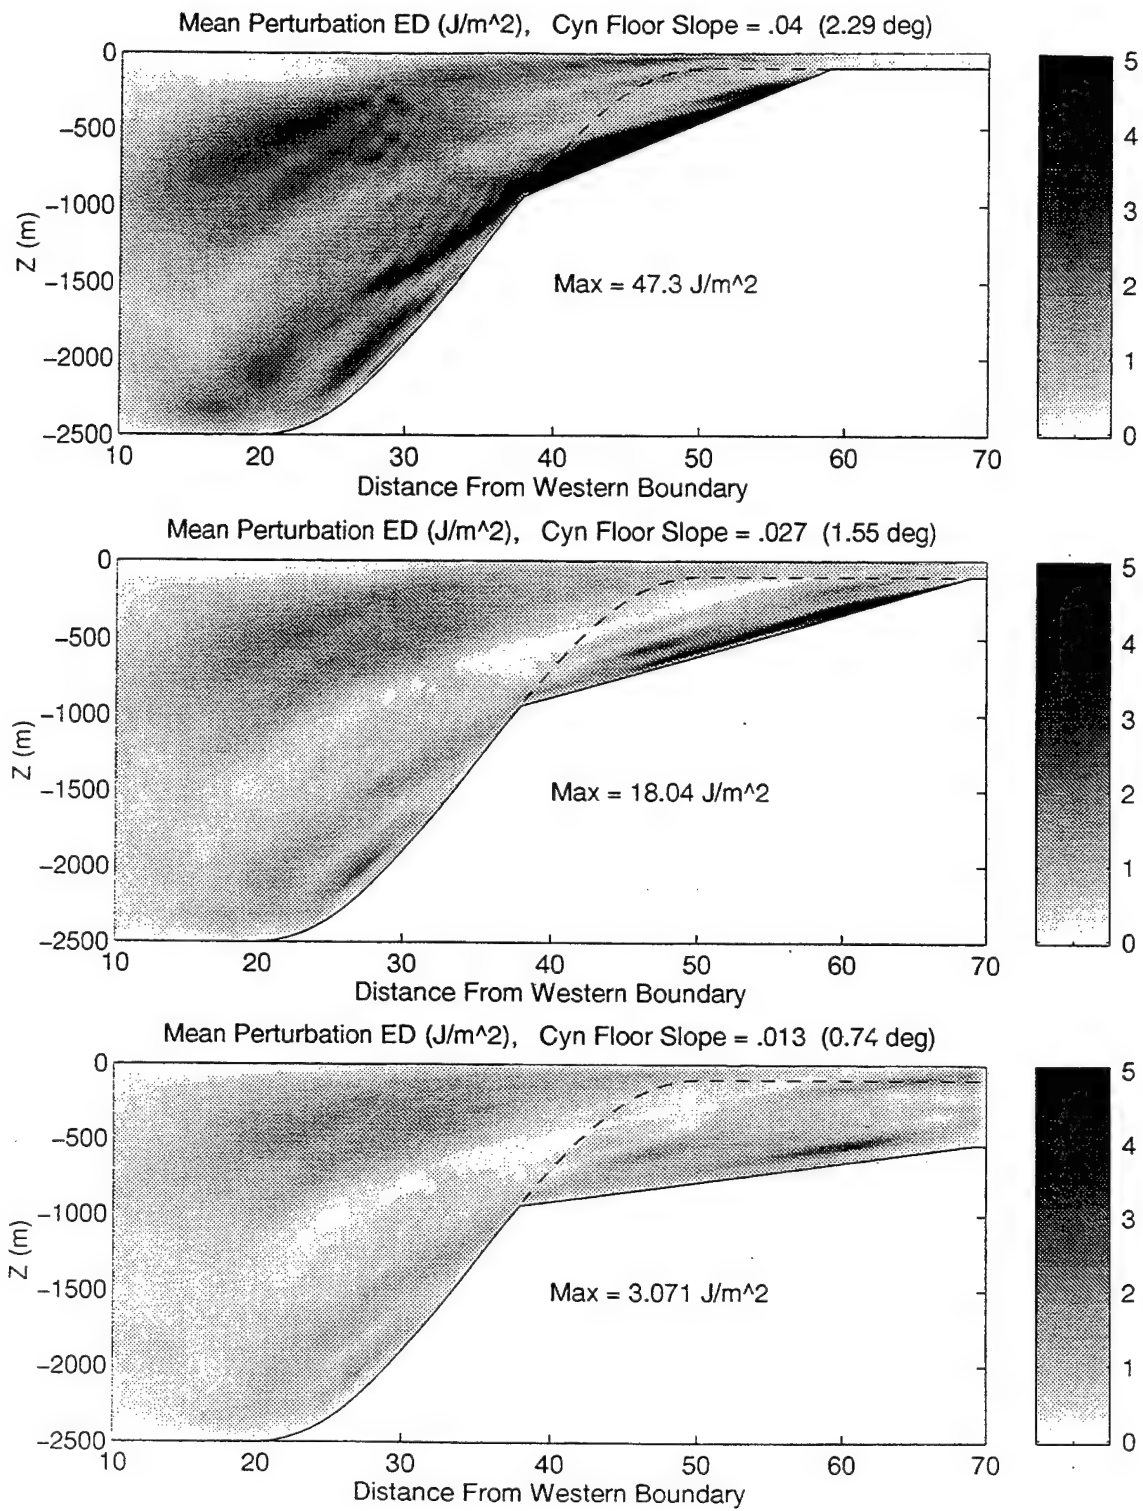 Mean Perturbation ED (J/m^2), Cyn Floor Slope = .04 (2.29 deg)
0
−500
−1000
−1500
−2000
−2500
Z (m)
Max = 47.3 J/m^2
10 20 30 40 50 60 70
Distance From Western Boundary
5
4
3
2
1
0
Mean Perturbation ED (J/m^2), Cyn Floor Slope = .027 (1.55 deg)
0
−500
−1000
−1500
−2000
−2500
Z (m)
Max = 18.04 J/m^2
10 20 30 40 50 60 70
Distance From Western Boundary
5
4
3
2
1
0
Mean Perturbation ED (J/m^2), Cyn Floor Slope = .013 (0.74 deg)
0
−500
−1000
−1500
−2000
−2500
Z (m)
Max = 3.071 J/m^2
10 20 30 40 50 60 70
Distance From Western Boundary
5
4
3
2
1
0